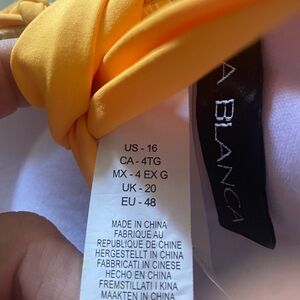 A BLANCA
US - 16
CA - 4TG
MX - 4 EX G
UK - 20
EU - 48
MADE IN CHINA
FABRIQUE AU
REPUBLIQUE DE CHINE
HERGESTELLT IN CHINA
FABBRICATI IN CINESE
HECHO EN CHINA
FREMSTILLET I KINA
MAAKTEN IN CHINA